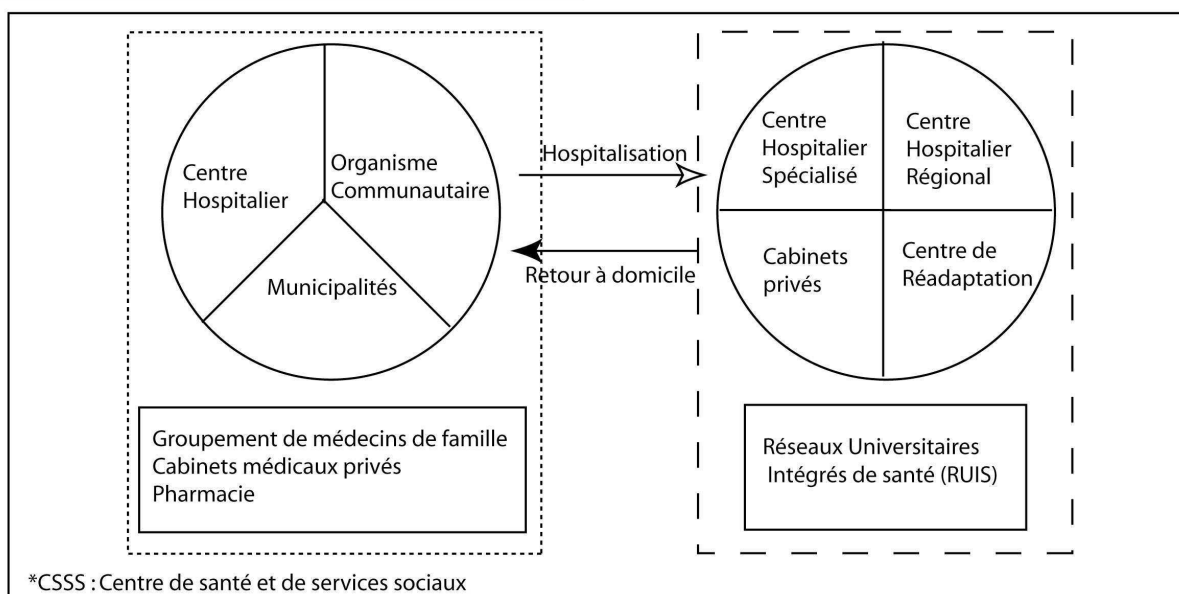 Centre
Hospitalier
Organisme
Communautaire
Municipalités
Groupement de médecins de famille
Cabinets médicaux privés
Pharmacie
Hospitalisation
Retour à domicile
Centre
Hospitalier
Spécialisé
Centre
Hospitalier
Régional
Cabinets
privés
Centre de
Réadaptation
Réseaux Universitaires
Intégrés de santé (RUIS)
*CSSS : Centre de santé et de services sociaux